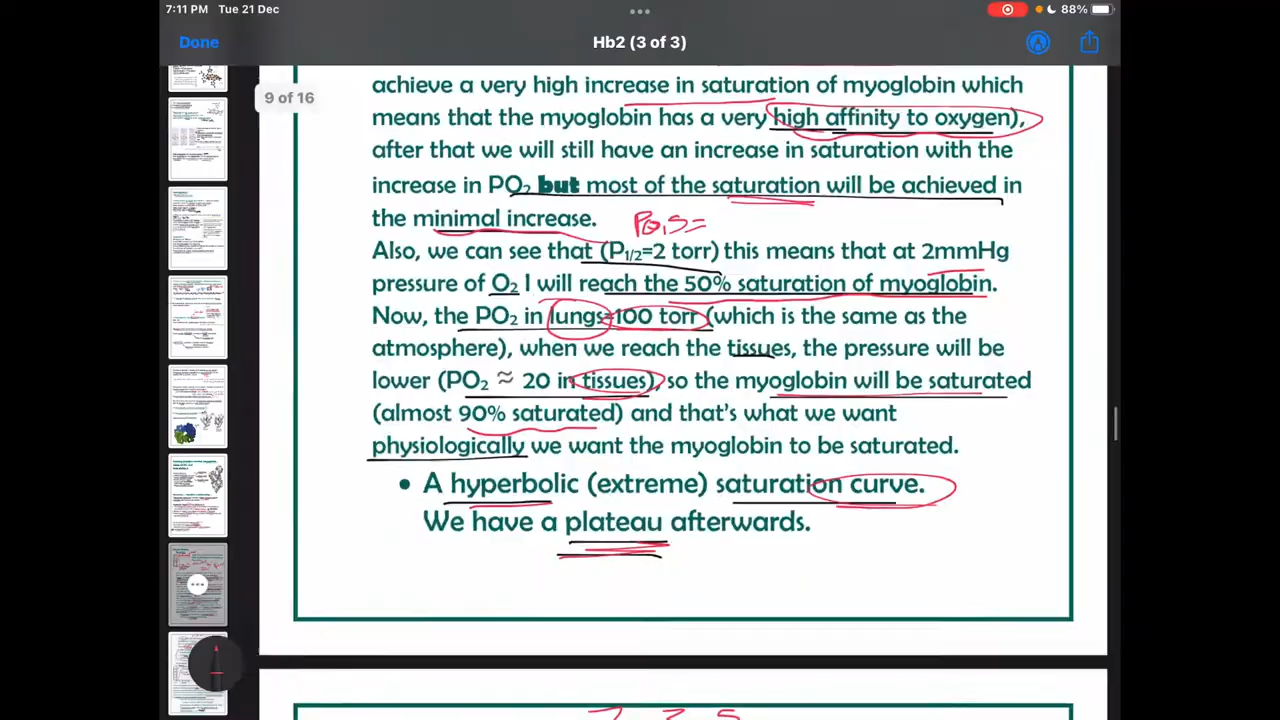 7:11 PM Tue 21 Dec
88%
Done
Hb2 (3 of 3)
9 of 16
achieve a very high increase in saturation of myoglobin which
means that the myoglobin has a very high affinity to oxygen),
after that we will still have an increase in saturation with the
increase in PO₂ but most of the saturation will be achieved in
the minimal increase.
Also, we can see that (P₁/₂=2 torr) this means that at 2mmHg
pressure of O₂ I will reach the 50% saturation of myoglobin.
Now, the PO₂ in lungs=100 torr (which is the same as the
atmosphere), when we reach the tissues, the pressure will be
lower (PO₂ ≈ 20 in tissues), so the myoglobin will be saturated
(almost 90% saturated) and that's what we want
physiologically we want the myoglobin to be saturated.
• A hyperbolic (extreme) saturation curve.
We have a plateau afterwards.